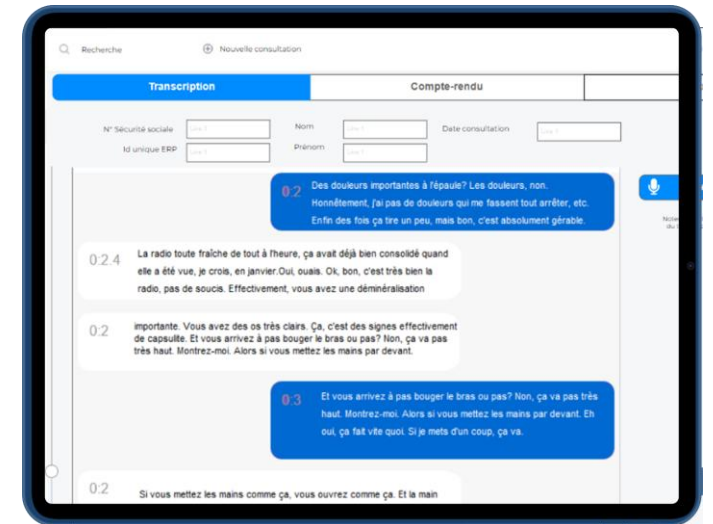 Recherche
Nouvelle consultation
Transcription
Compte-rendu
N° Sécurité sociale
Nom
Date consultation
Id unique ERP
Prénom
0:2
Des douleurs importantes à l'épaule? Les douleurs, non.
Honnêtement, j'ai pas de douleurs qui me fassent tout arrêter, etc.
Enfin des fois ça tire un peu, mais bon, c'est absolument gérable.
0:2.4
La radio toute fraîche de tout à l'heure, ça avait déjà bien consolidé quand
elle a été vue, je crois, en janvier.Oui, ouais. Ok, bon, c'est très bien la
radio, pas de soucis. Effectivement, vous avez une déminéralisation
0:2
importante. Vous avez des os très clairs. Ça, c'est des signes effectivement
de capsulite. Et vous arrivez à pas bouger le bras ou pas? Non, ça va pas
très haut. Montrez-moi. Alors si vous mettez les mains par devant.
0:3
Et vous arrivez à pas bouger le bras ou pas? Non, ça va pas très
haut. Montrez-moi. Alors si vous mettez les mains par devant. Eh
oui, ça fait vite quoi. Si je mets d'un coup, ça va.
0:2
Si vous mettez les mains comme ça, vous ouvrez comme ça. Et la main